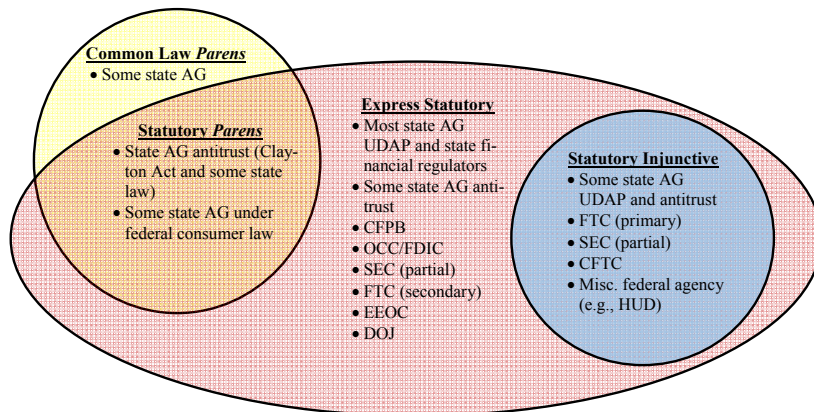 Common Law Parens
• Some state AG
Statutory Parens
• State AG antitrust (Clay-
ton Act and some state
law)
• Some state AG under
federal consumer law
Express Statutory
• Most state AG
UDAP and state fi-
nancial regulators
• Some state AG anti-
trust
• CFPB
• OCC/FDIC
• SEC (partial)
• FTC (secondary)
• EEOC
• DOJ
Statutory Injunctive
• Some state AG
UDAP and antitrust
• FTC (primary)
• SEC (partial)
• CFTC
• Misc. federal agency
(e.g., HUD)